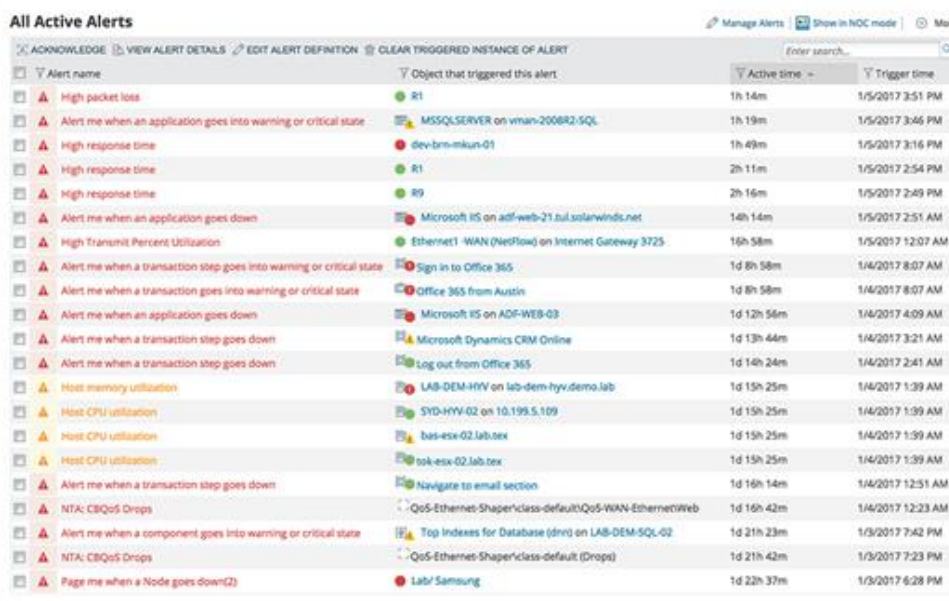 All Active Alerts
Manage Alerts Show in NOC mode Mo
ACKNOWLEDGE VIEW ALERT DETAILS EDIT ALERT DEFINITION CLEAR TRIGGERED INSTANCE OF ALERT Enter search...
Alert name Object that triggered this alert Active time Trigger time
High packet loss R1 1h 14m 1/5/2017 3:51 PM
Alert me when an application goes into warning or critical state MSSQLSERVER on vman-2008R2-SQL 1h 19m 1/5/2017 3:46 PM
High response time dev-brn-mkun-01 1h 49m 1/5/2017 3:16 PM
High response time R1 2h 11m 1/5/2017 2:54 PM
High response time R9 2h 16m 1/5/2017 2:49 PM
Alert me when an application goes down Microsoft IIS on adf-web-21.tul.solarwinds.net 14h 14m 1/5/2017 2:51 AM
High Transmit Percent Utilization Ethernet1 -WAN (NetFlow) on Internet Gateway 3725 16h 58m 1/5/2017 12:07 AM
Alert me when a transaction step goes into warning or critical state Sign in to Office 365 1d 8h 58m 1/4/2017 8:07 AM
Alert me when a transaction goes into warning or critical state Office 365 from Austin 1d 8h 58m 1/4/2017 8:07 AM
Alert me when an application goes down Microsoft IIS on ADF-WEB-03 1d 12h 56m 1/4/2017 4:09 AM
Alert me when a transaction step goes down Microsoft Dynamics CRM Online 1d 13h 44m 1/4/2017 3:21 AM
Alert me when a transaction step goes down Log out from Office 365 1d 14h 24m 1/4/2017 2:41 AM
Host memory utilization LAB-DEM-HYV on lab-dem-hyv.demo.lab 1d 15h 25m 1/4/2017 1:39 AM
Host CPU utilization SYD-HYV-02 on 10.199.5.109 1d 15h 25m 1/4/2017 1:39 AM
Host CPU utilization bas-esx-02.lab.tex 1d 15h 25m 1/4/2017 1:39 AM
Host CPU utilization tok-esx-02.lab.tex 1d 15h 25m 1/4/2017 1:39 AM
Alert me when a transaction step goes down Navigate to email section 1d 16h 14m 1/4/2017 12:51 AM
NTA: CBQoS Drops QoS-Ethernet-Shaper\class-default\QoS-WAN-Ethernet\Web 1d 16h 42m 1/4/2017 12:23 AM
Alert me when a component goes into warning or critical state Top Indexes for Database (dnn) on LAB-DEM-SQL-02 1d 21h 23m 1/3/2017 7:42 PM
NTA: CBQoS Drops QoS-Ethernet-Shaper\class-default (Drops) 1d 21h 42m 1/3/2017 7:23 PM
Page me when a Node goes down(2) Lab/ Samsung 1d 22h 37m 1/3/2017 6:28 PM